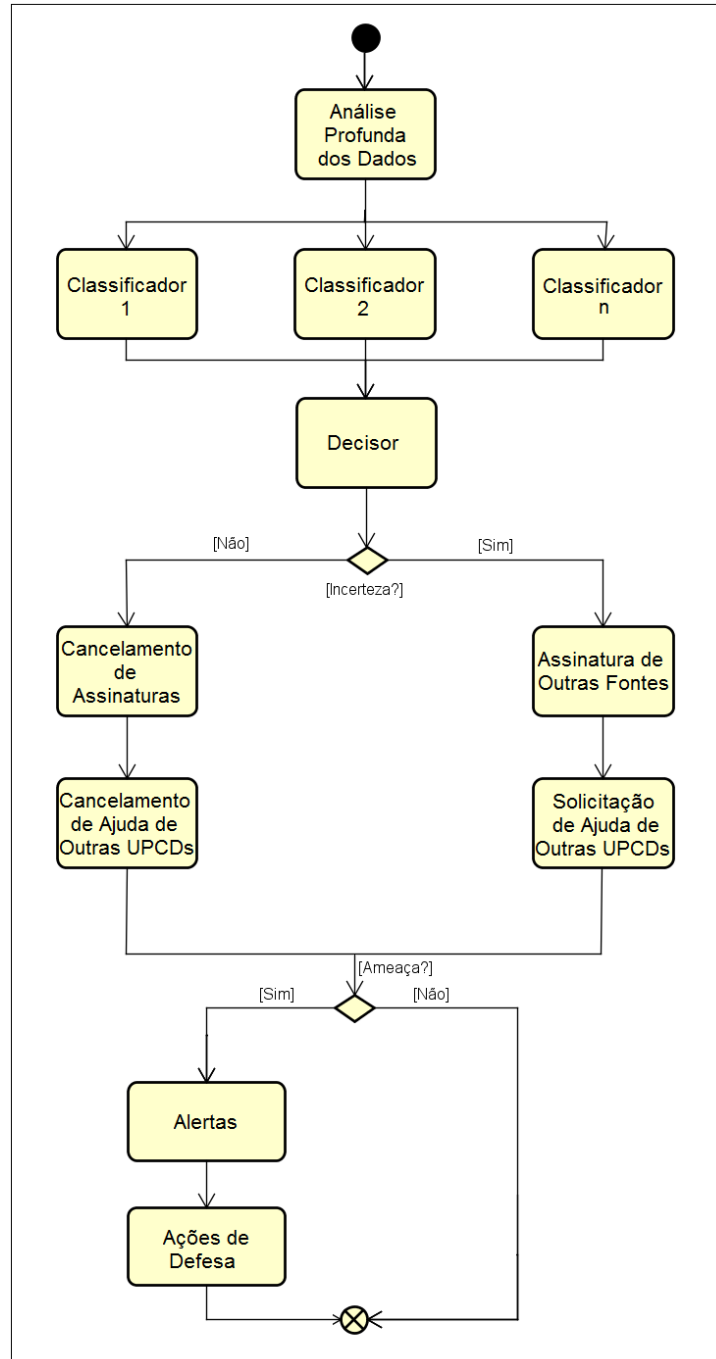 Análise
Profunda
dos Dados
Classificador
1
Classificador
2
Classificador
n
Decisor
[Não]
[Sim]
[Incerteza?]
Cancelamento
de
Assinaturas
Assinatura de
Outras Fontes
Cancelamento
de Ajuda de
Outras UPCDs
Solicitação
de Ajuda de
Outras UPCDs
[Ameaça?]
[Sim]
[Não]
Alertas
Ações de
Defesa